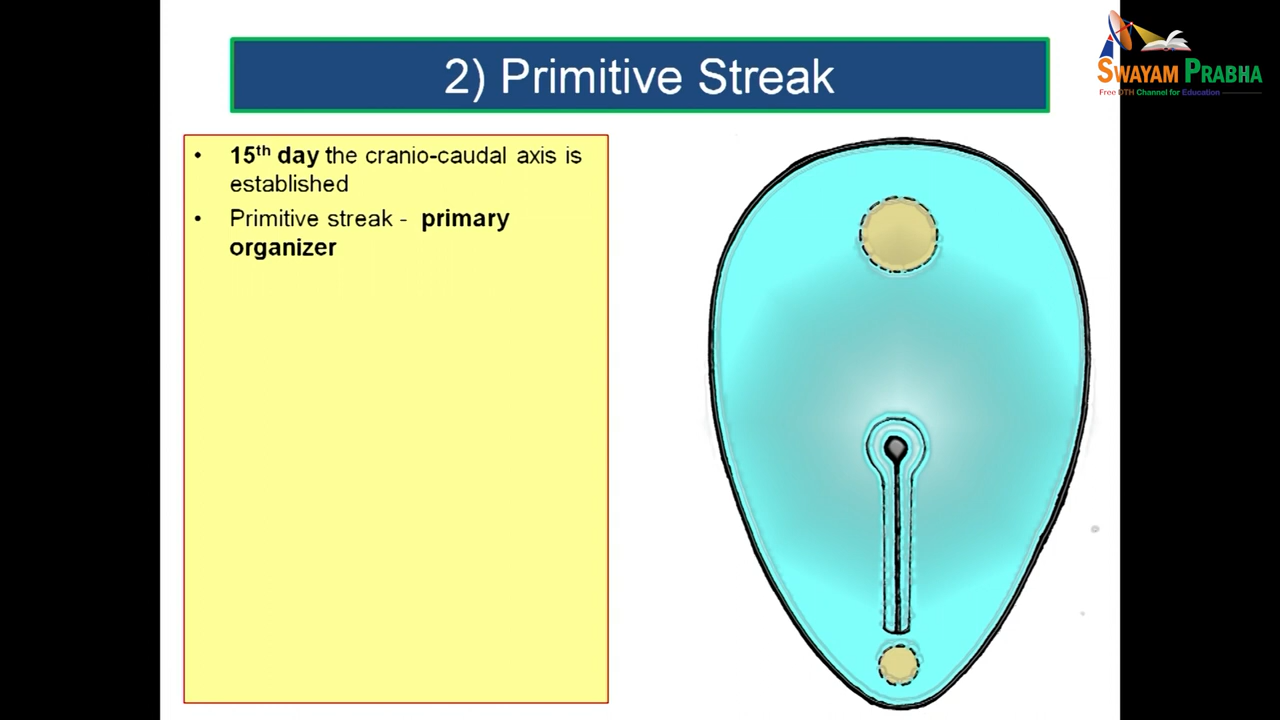 2) Primitive Streak
SWAYAM PRABHA
Free DTH Channel for Education
• 15th day the cranio-caudal axis is
established
• Primitive streak - primary
organizer